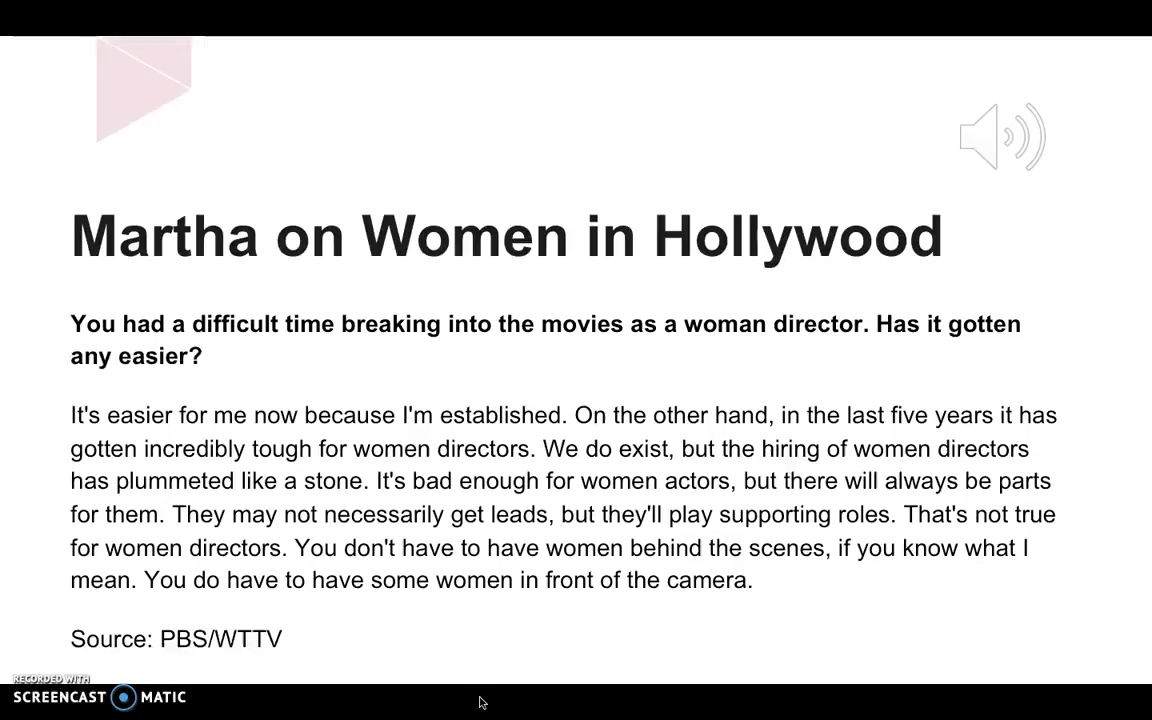 Martha on Women in Hollywood
You had a difficult time breaking into the movies as a woman director. Has it gotten
any easier?
It's easier for me now because I'm established. On the other hand, in the last five years it has
gotten incredibly tough for women directors. We do exist, but the hiring of women directors
has plummeted like a stone. It's bad enough for women actors, but there will always be parts
for them. They may not necessarily get leads, but they'll play supporting roles. That's not true
for women directors. You don't have to have women behind the scenes, if you know what I
mean. You do have to have some women in front of the camera.
Source: PBS/WTTV
RECORDED WITH
SCREENCAST MATIC